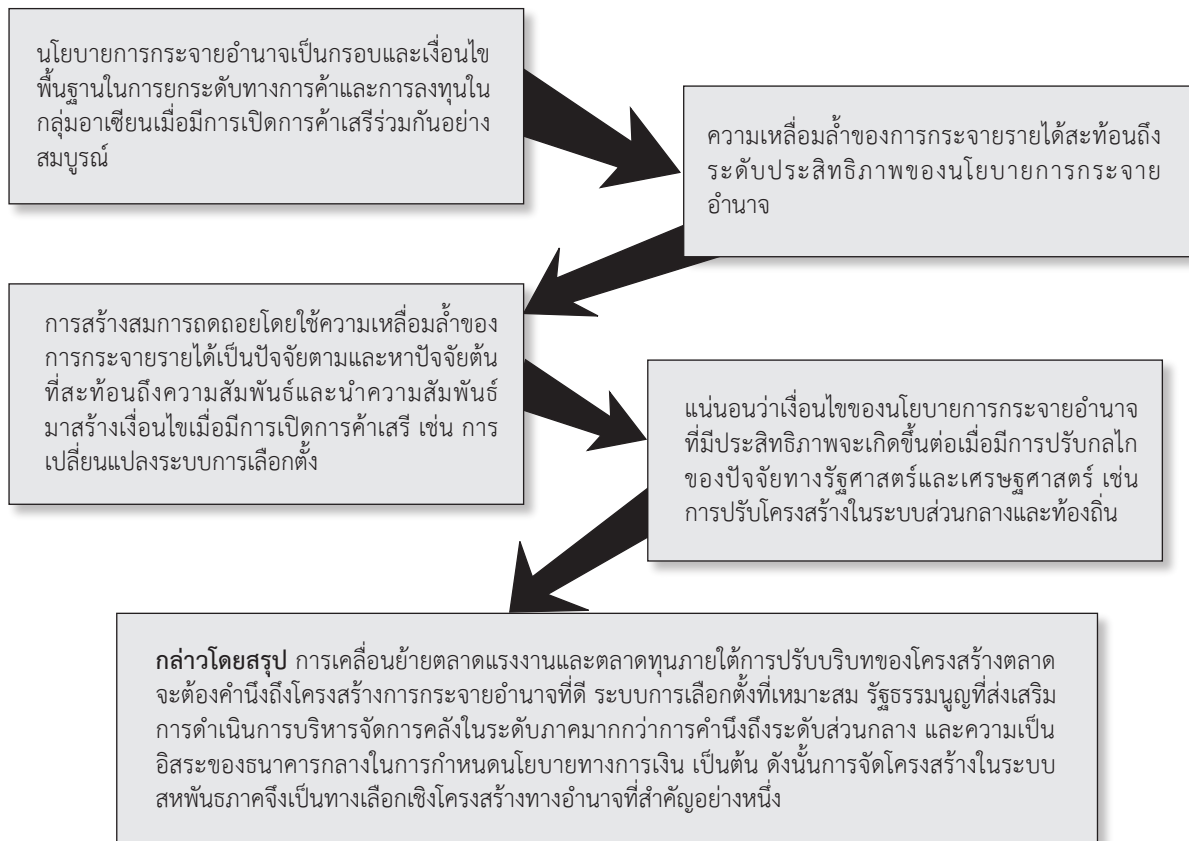 นโยบายการกระจายอำนาจเป็นกรอบและเงื่อนไข
พื้นฐานในการยกระดับทางการค้าและการลงทุนใน
กลุ่มอาเซียนเมื่อมีการเปิดการค้าเสรีร่วมกันอย่าง
สมบูรณ์
ความเหลื่อมล้ำของการกระจายรายได้สะท้อนถึง
ระดับประสิทธิภาพของนโยบายการกระจาย
อำนาจ
การสร้างสมการถดถอยโดยใช้ความเหลื่อมล้ำของ
การกระจายรายได้เป็นปัจจัยตามและหาปัจจัยต้น
ที่สะท้อนถึงความสัมพันธ์และนำความสัมพันธ์
มาสร้างเงื่อนไขเมื่อมีการเปิดการค้าเสรี เช่น การ
เปลี่ยนแปลงระบบการเลือกตั้ง
แน่นอนว่าเงื่อนไขของนโยบายการกระจายอำนาจ
ที่มีประสิทธิภาพจะเกิดขึ้นต่อเมื่อมีการปรับกลไก
ของปัจจัยทางรัฐศาสตร์และเศรษฐศาสตร์ เช่น
การปรับโครงสร้างในระบบส่วนกลางและท้องถิ่น
กล่าวโดยสรุป การเคลื่อนย้ายตลาดแรงงานและตลาดทุนภายใต้การปรับบริบทของโครงสร้างตลาด
จะต้องคำนึงถึงโครงสร้างการกระจายอำนาจที่ดี ระบบการเลือกตั้งที่เหมาะสม รัฐธรรมนูญที่ส่งเสริม
การดำเนินการบริหารจัดการคลังในระดับภาคมากกว่าการคำนึงถึงระดับส่วนกลาง และความเป็น
อิสระของธนาคารกลางในการกำหนดนโยบายทางการเงิน เป็นต้น ดังนั้นการจัดโครงสร้างในระบบ
สหพันธภาคจึงเป็นทางเลือกเชิงโครงสร้างทางอำนาจที่สำคัญอย่างหนึ่ง